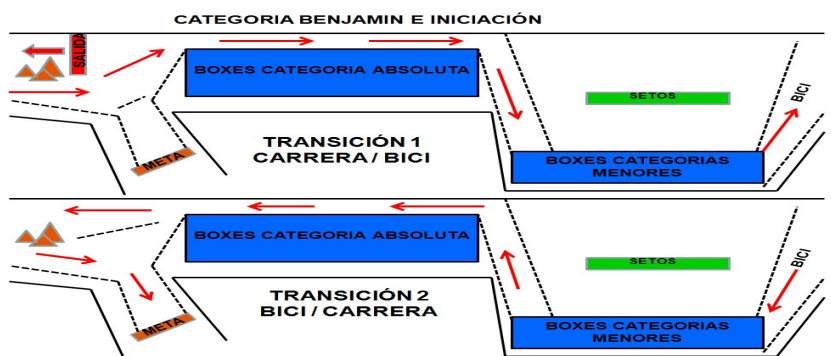 CATEGORIA BENJAMIN E INICIACIÓN
SALIDA
BOXES CATEGORIA ABSOLUTA
SETOS
BICI
TRANSICIÓN 1
CARRERA / BICI
META
BOXES CATEGORIAS
MENORES
BOXES CATEGORIA ABSOLUTA
SETOS
BICI
TRANSICIÓN 2
BICI / CARRERA
META
BOXES CATEGORIAS
MENORES